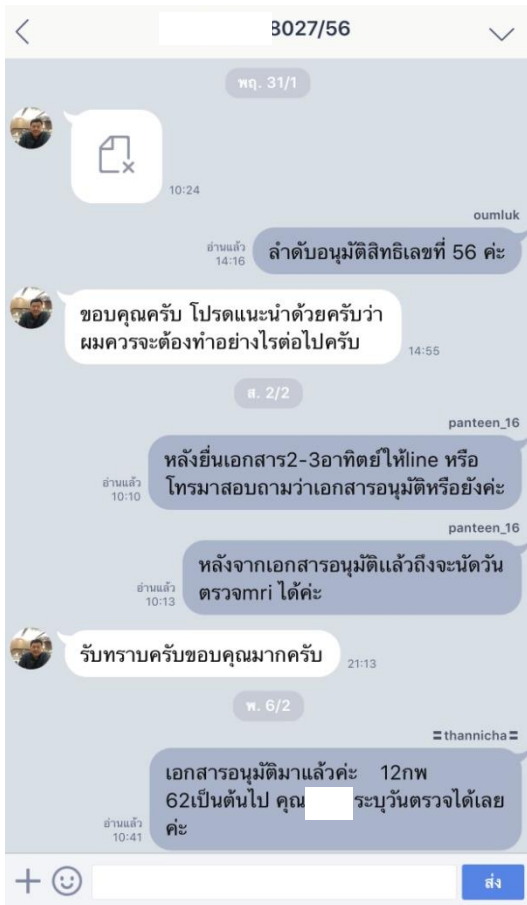 8027/56
พฤ. 31/1
10:24
oumluk
อ่านแล้ว
14:16
ลำดับอนุมัติสิทธิเลขที่ 56 ค่ะ
ขอบคุณครับ โปรดแนะนำด้วยครับว่า
ผมควรจะต้องทำอย่างไรต่อไปครับ
14:55
ส. 2/2
panteen_16
หลังยื่นเอกสาร2-3อาทิตย์ให้line หรือ
โทรมาสอบถามว่าเอกสารอนุมัติหรือยังค่ะ
อ่านแล้ว
10:10
panteen_16
หลังจากเอกสารอนุมัติแล้วถึงจะนัดวัน
ตรวจmri ได้ค่ะ
อ่านแล้ว
10:13
รับทราบครับขอบคุณมากครับ
21:13
พ. 6/2
〓thannicha〓
เอกสารอนุมัติมาแล้วค่ะ 12กพ
62เป็นต้นไป คุณ ระบุวันตรวจได้เลย
ค่ะ
อ่านแล้ว
10:41
ส่ง